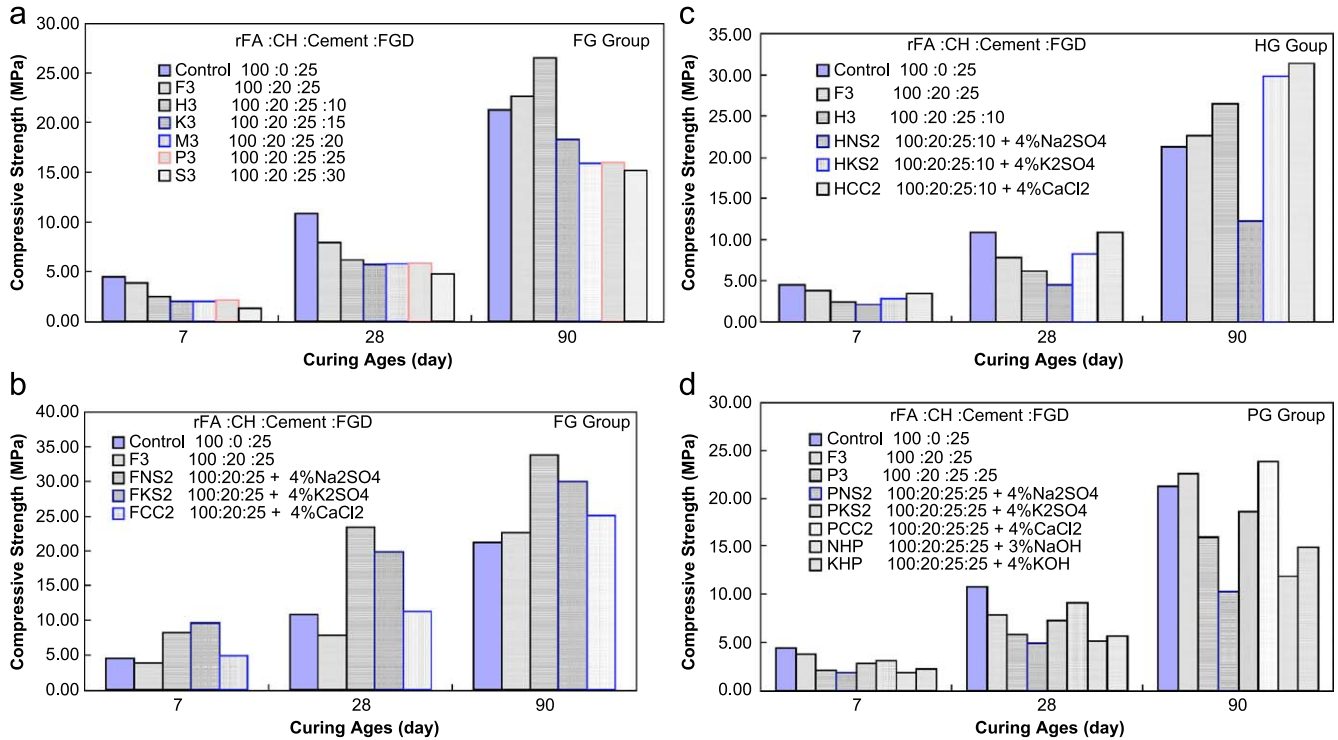 a
30.00
25.00
20.00
15.00
10.00
5.00
0.00
Compressive Strength (MPa)
rFA :CH :Cement :FGD
FG Group
Control 100 :0 :25
F3 100 :20 :25
H3 100 :20 :25 :10
K3 100 :20 :25 :15
M3 100 :20 :25 :20
P3 100 :20 :25 :25
S3 100 :20 :25 :30
7 28 90
Curing Ages (day)
b
40.00
35.00
30.00
25.00
20.00
15.00
10.00
5.00
0.00
Compressive Strength (MPa)
rFA :CH :Cement :FGD
FG Group
Control 100 :0 :25
F3 100 :20 :25
FNS2 100:20:25 + 4%Na2SO4
FKS2 100:20:25 + 4%K2SO4
FCC2 100:20:25 + 4%CaCl2
7 28 90
Curing Ages (day)
c
35.00
30.00
25.00
20.00
15.00
10.00
5.00
0.00
Compressive Strength (MPa)
rFA :CH :Cement :FGD
HG Goup
Control 100 :0 :25
F3 100 :20 :25
H3 100 :20 :25 :10
HNS2 100:20:25:10 + 4%Na2SO4
HKS2 100:20:25:10 + 4%K2SO4
HCC2 100:20:25:10 + 4%CaCl2
7 28 90
Curing Ages (day)
d
30.00
25.00
20.00
15.00
10.00
5.00
0.00
Compressive Strength (MPa)
rFA :CH :Cement :FGD
PG Group
Control 100 :0 :25
F3 100 :20 :25
P3 100 :20 :25 :25
PNS2 100:20:25:25 + 4%Na2SO4
PKS2 100:20:25:25 + 4%K2SO4
PCC2 100:20:25:25 + 4%CaCl2
NHP 100:20:25:25 + 3%NaOH
KHP 100:20:25:25 + 4%KOH
7 28 90
Curing Ages (day)